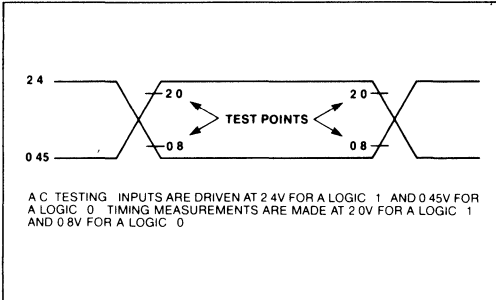 2 4
2 0
2 0
TEST POINTS
0 8
0 8
0 45
A C TESTING INPUTS ARE DRIVEN AT 2 4V FOR A LOGIC 1 AND 0 45V FOR
A LOGIC 0 TIMING MEASUREMENTS ARE MADE AT 2 0V FOR A LOGIC 1
AND 0 8V FOR A LOGIC 0